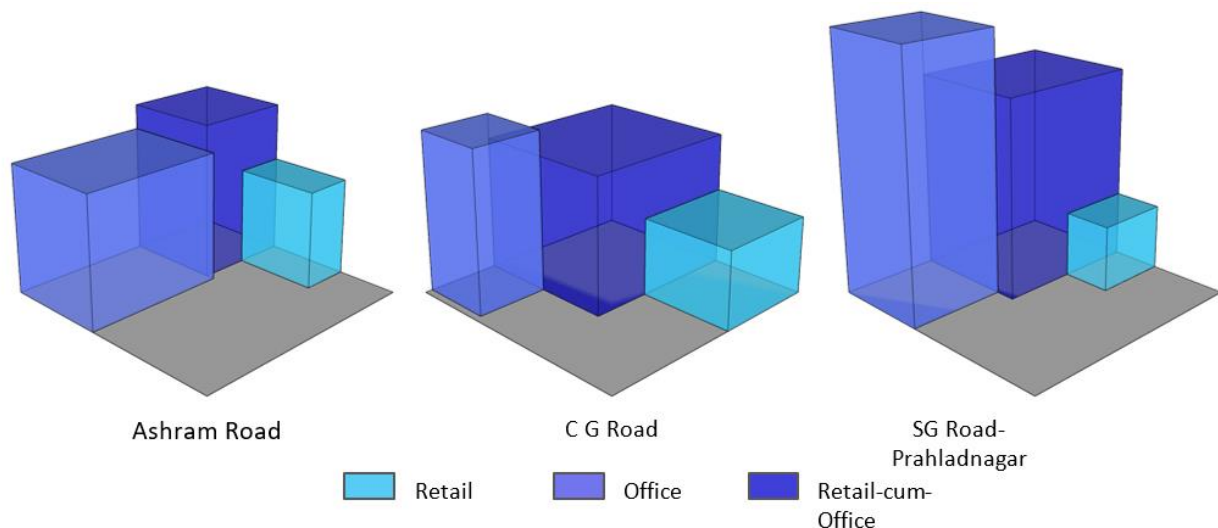 Ashram Road
C G Road
SG Road-
Prahladnagar
Retail
Office
Retail-cum-
Office